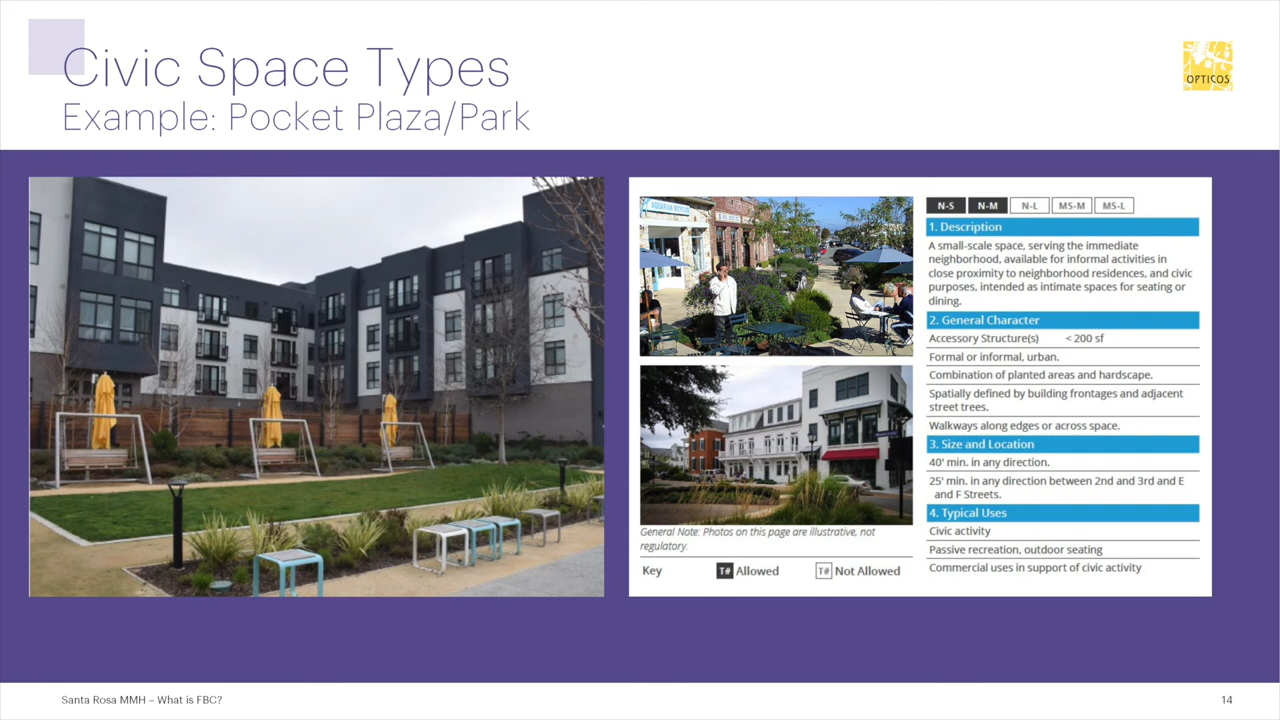 Civic Space Types
Example: Pocket Plaza/Park
OPTICOS
AQUARIAN BICYCLES
General Note: Photos on this page are illustrative, not
regulatory.
Key T# Allowed T# Not Allowed
N-S N-M N-L MS-M MS-L
1. Description
A small-scale space, serving the immediate
neighborhood, available for informal activities in
close proximity to neighborhood residences, and civic
purposes, intended as intimate spaces for seating or
dining.
2. General Character
Accessory Structure(s) < 200 sf
Formal or informal, urban.
Combination of planted areas and hardscape.
Spatially defined by building frontages and adjacent
street trees.
Walkways along edges or across space.
3. Size and Location
40' min. in any direction.
25' min. in any direction between 2nd and 3rd and E
and F Streets.
4. Typical Uses
Civic activity
Passive recreation, outdoor seating
Commercial uses in support of civic activity
Santa Rosa MMH – What is FBC?
14